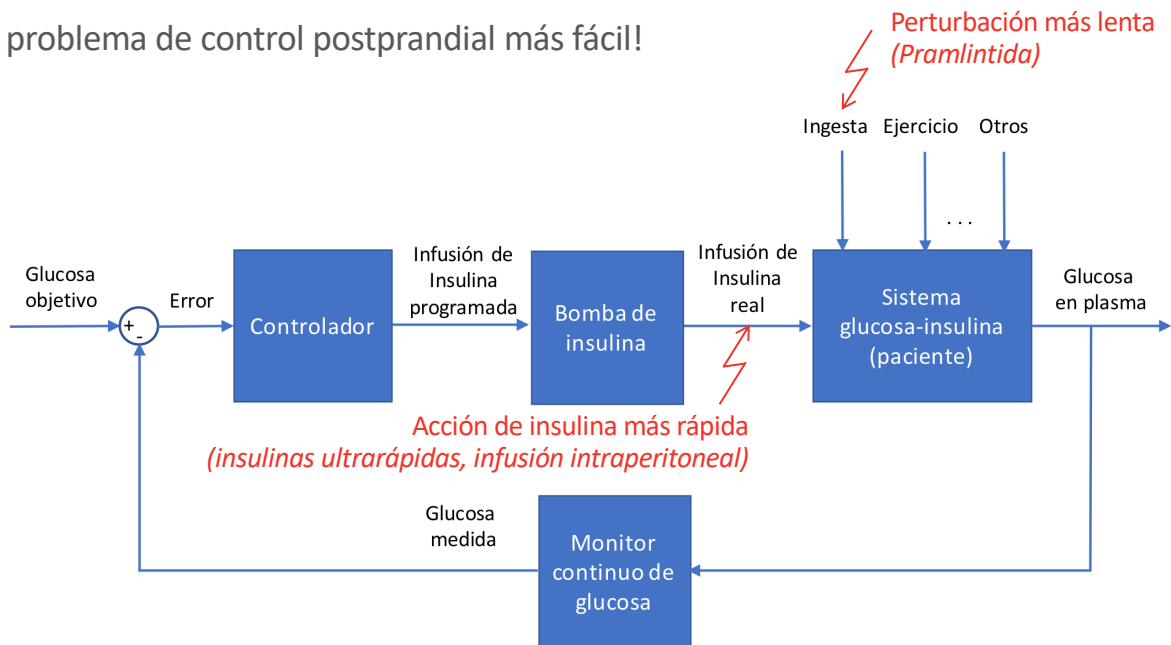 problema de control postprandial más fácil!
Perturbación más lenta
(Pramlintida)
Ingesta Ejercicio Otros
. . .
Glucosa
objetivo
+
-
Error
Controlador
Infusión de
Insulina
programada
Bomba de
insulina
Infusión de
Insulina
real
Sistema
glucosa-insulina
(paciente)
Glucosa
en plasma
Acción de insulina más rápida
(insulinas ultrarápidas, infusión intraperitoneal)
Glucosa
medida
Monitor
continuo de
glucosa